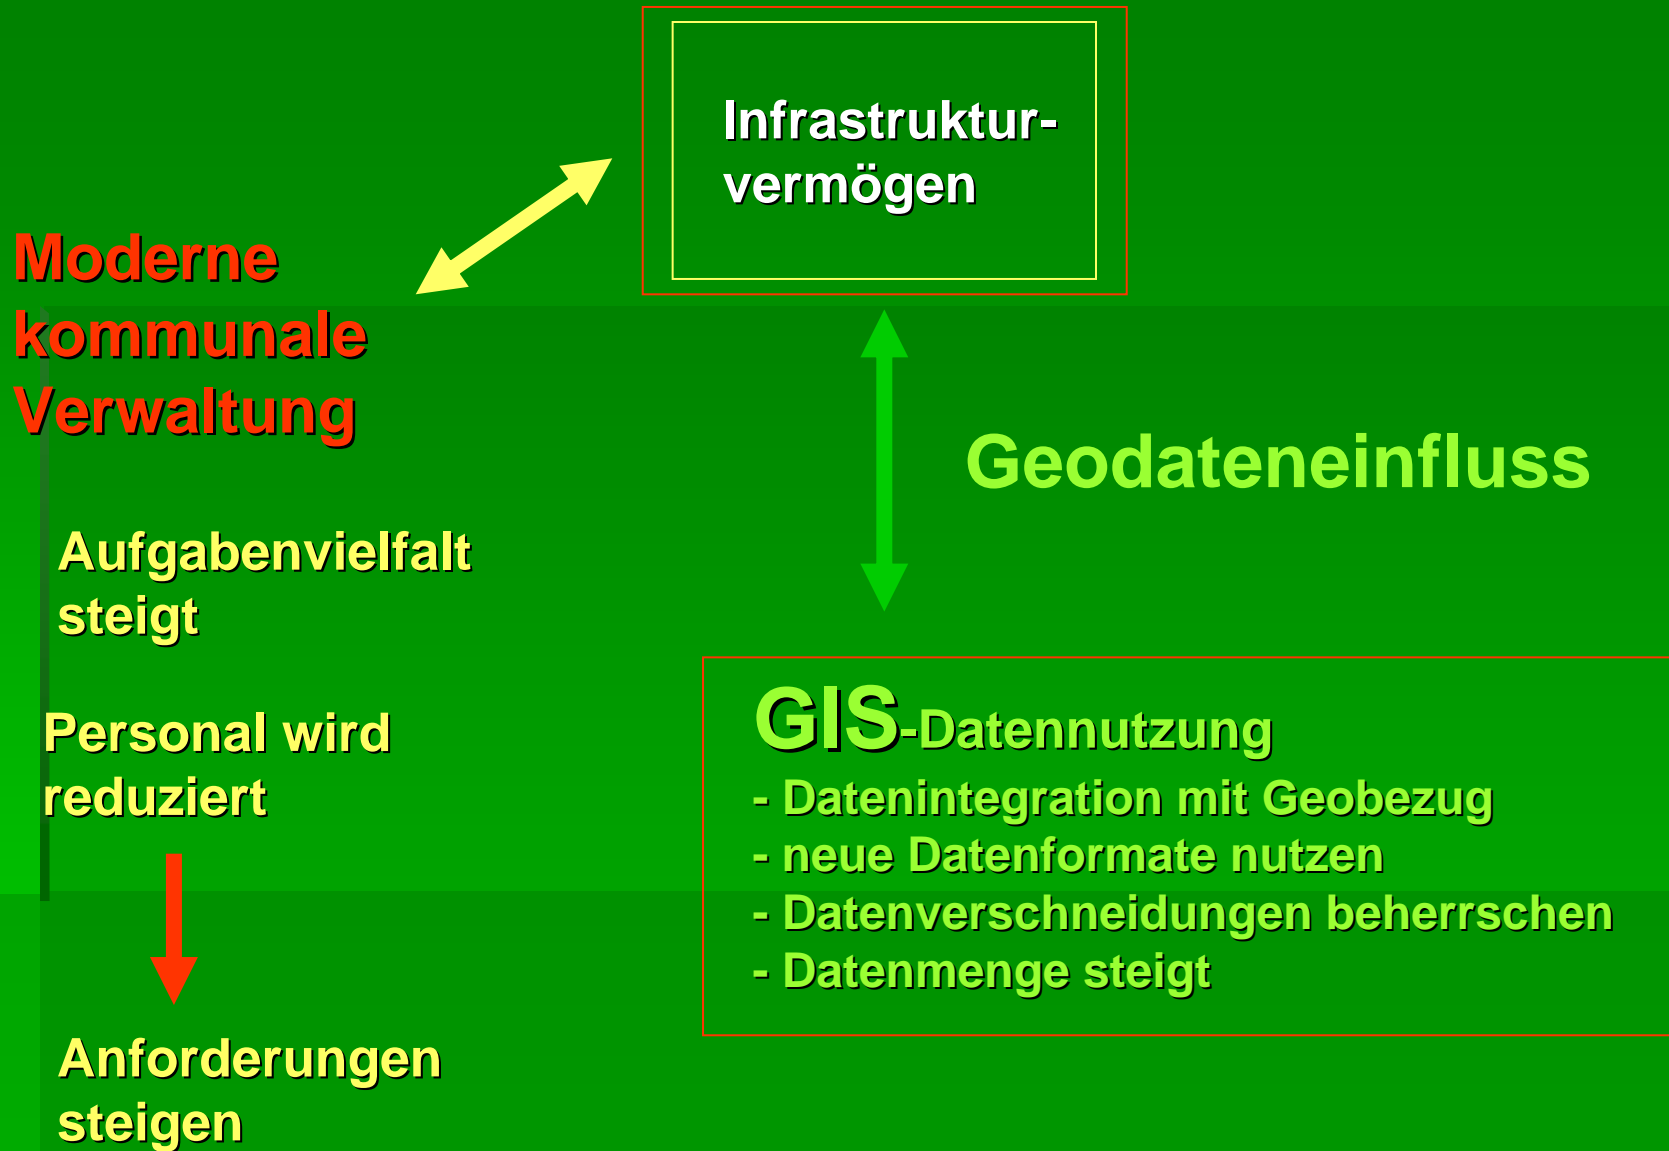 Infrastruktur-
vermögen
Moderne
kommunale
Verwaltung
Geodateneinfluss
Aufgabenvielfalt
steigt
Personal wird
reduziert
Anforderungen
steigen
GIS-Datennutzung
- Datenintegration mit Geobezug
- neue Datenformate nutzen
- Datenverschneidungen beherrschen
- Datenmenge steigt